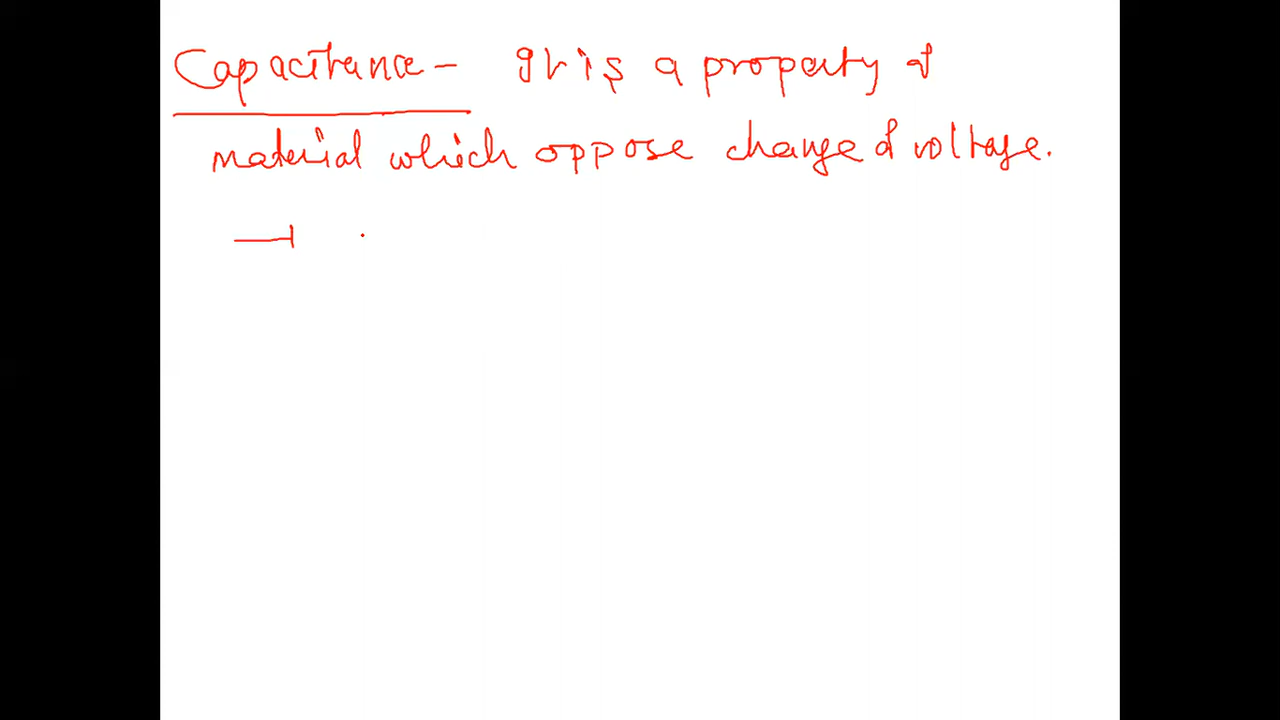 Capacitance - It is a property of
material which oppose change of voltage.